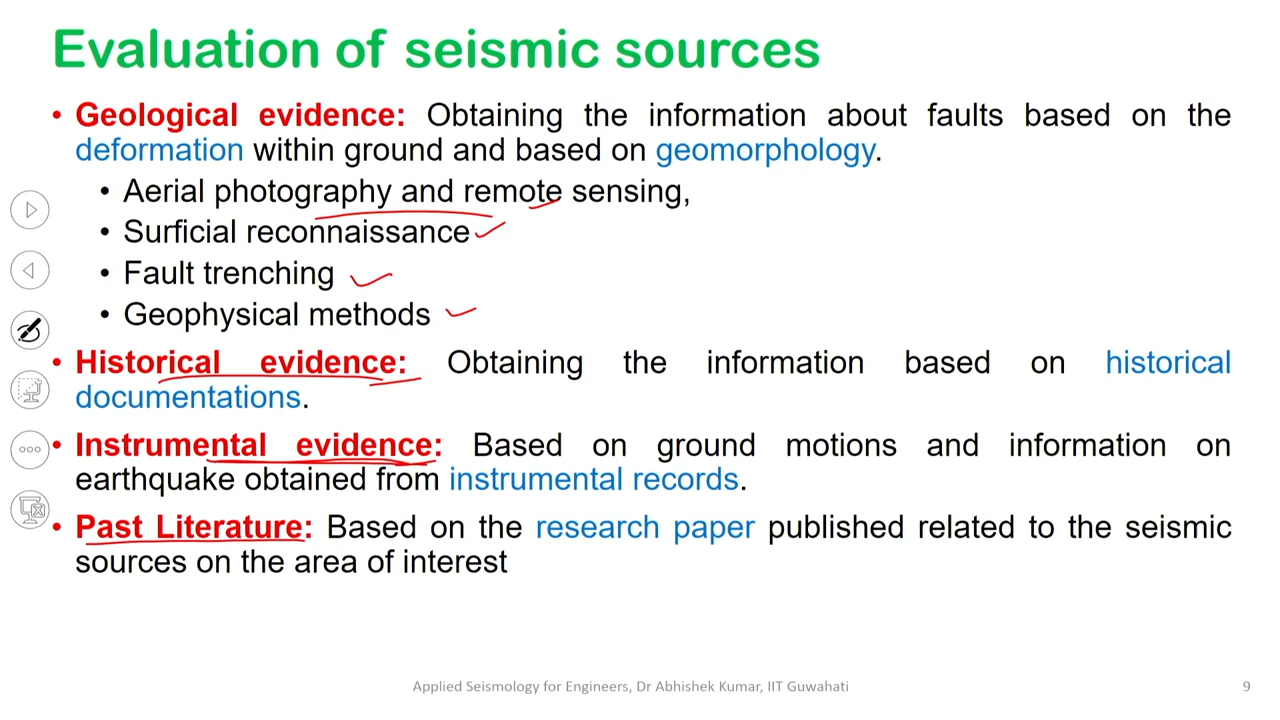 Evaluation of seismic sources
• Geological evidence: Obtaining the information about faults based on the
deformation within ground and based on geomorphology.
• Aerial photography and remote sensing,
• Surficial reconnaissance
• Fault trenching
• Geophysical methods
• Historical evidence: Obtaining the information based on historical
documentations.
• Instrumental evidence: Based on ground motions and information on
earthquake obtained from instrumental records.
• Past Literature: Based on the research paper published related to the seismic
sources on the area of interest
Applied Seismology for Engineers, Dr Abhishek Kumar, IIT Guwahati
9